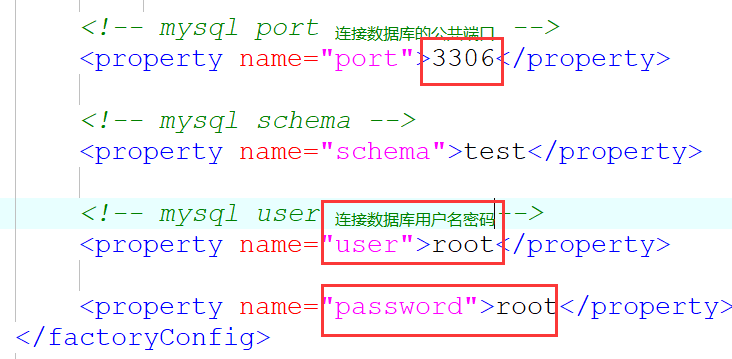 <!-- mysql port 连接数据库的公共端口 -->
<property name="port">3306</property>
<!-- mysql schema -->
<property name="schema">test</property>
<!-- mysql user 连接数据库用户名密码-->
<property name="user">root</property>
<property name="password">root</property>
</factoryConfig>